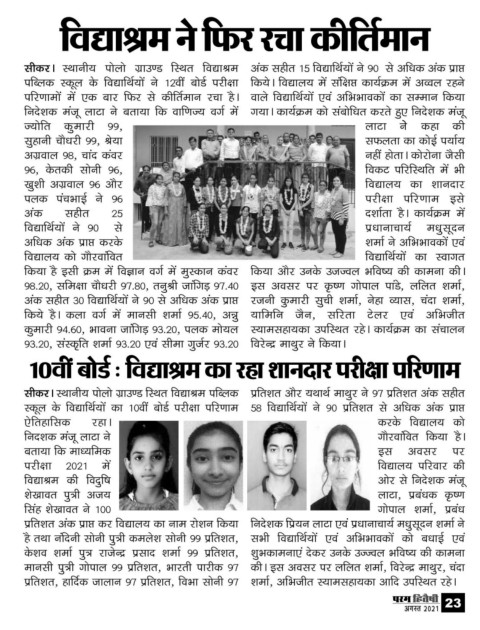 विद्याश्रम ने फिर रचा कीर्तिमान
सीकर। स्थानीय पोलो ग्राउण्ड स्थित विद्याश्रम
पब्लिक स्कूल के विद्यार्थियों ने 12वीं बोर्ड परीक्षा
परिणामों में एक बार फिर से कीर्तिमान रचा है।
निदेशक मंजू लाटा ने बताया कि वाणिज्य वर्ग में
ज्योति कुमारी 99,
सुहानी चौधरी 99, श्रेया
अग्रवाल 98, चांद कंवर
96, केतकी सोनी 96,
खुशी अग्रवाल 96 और
पलक पंचभाई ने 96
अंक सहीत 25
विद्यार्थियों ने 90 से
अधिक अंक प्राप्त करके
विद्यालय को गौरवांवित
किया है इसी क्रम में विज्ञान वर्ग में मुस्कान कंवर
98.20, समिक्षा चौधरी 97.80, तनुश्री जांगिड़ 97.40
अंक सहीत 30 विद्यार्थियों ने 90 से अधिक अंक प्राप्त
किये है। कला वर्ग में मानसी शर्मा 95.40, अन्नु
कुमारी 94.60, भावना जांगिड़ 93.20, पलक मोयल
93.20, संस्कृति शर्मा 93.20 एवं सीमा गुर्जर 93.20
अंक सहीत 15 विद्यार्थियों ने 90 से अधिक अंक प्राप्त
किये। विद्यालय में संक्षिप्त कार्यक्रम में अव्वल रहने
वाले विद्यार्थियों एवं अभिभावकों का सम्मान किया
गया। कार्यक्रम को संबोधित करते हुए निदेशक मंजू
लाटा ने कहा की
सफलता का कोई पर्याय
नहीं होता। कोरोना जैसी
विकट परिस्थिति में भी
विद्यालय का शानदार
परीक्षा परिणाम इसे
दर्शाता है। कार्यक्रम में
प्रधानाचार्य मधुसूदन
शर्मा ने अभिभावकों एवं
विद्यार्थियों का स्वागत
किया और उनके उजज्वल भविष्य की कामना की।
इस अवसर पर कृष्ण गोपाल पांडे, ललित शर्मा,
रजनी कुमारी सुची शर्मा, नेहा व्यास, चंदा शर्मा,
यामिनि जैन, सरिता टेलर एवं अभिजीत
स्यामसहायका उपस्थित रहे। कार्यक्रम का संचालन
विरेन्द्र माथुर ने किया।
10वीं बोर्ड : विद्याश्रम का रहा शानदार परीक्षा परिणाम
सीकर। स्थानीय पोलो ग्राउण्ड स्थित विद्याश्रम पब्लिक
स्कूल के विद्यार्थियों का 10वीं बोर्ड परीक्षा परिणाम
ऐतिहासिक रहा।
निदशक मंजू लाटा ने
बताया कि माध्यमिक
परीक्षा 2021 में
विद्याश्रम की विदुषि
शेखावत पुत्री अजय
सिंह शेखावत ने 100
प्रतिशत अंक प्राप्त कर विद्यालय का नाम रोशन किया
है तथा नंदिनी सोनी पुत्री कमलेश सोनी 99 प्रतिशत,
केशव शर्मा पुत्र राजेन्द्र प्रसाद शर्मा 99 प्रतिशत,
मानसी पुत्री गोपाल 99 प्रतिशत, भारती पारीक 97
प्रतिशत, हार्दिक जालान 97 प्रतिशत, विभा सोनी 97
प्रतिशत और यथार्थ माथुर ने 97 प्रतिशत अंक सहीत
58 विद्यार्थियों ने 90 प्रतिशत से अधिक अंक प्राप्त
करके विद्यालय को
गौरवांवित किया है।
इस अवसर पर
विद्यालय परिवार की
ओर से निदेशक मंजू
लाटा, प्रबंधक कृष्ण
गोपाल शर्मा, प्रबंध
निदेशक प्रियन लाटा एवं प्रधानाचार्य मधुसूदन शर्मा ने
सभी विद्यार्थियों एवं अभिभावकों को बधाई एवं
शुभकामनाएं देकर उनके उज्ज्वल भविष्य की कामना
की। इस अवसर पर ललित शर्मा, विरेन्द्र माथुर, चंदा
शर्मा, अभिजीत स्यामसहायका आदि उपस्थित रहे।
परम हितैषी
अगस्त 2021 23